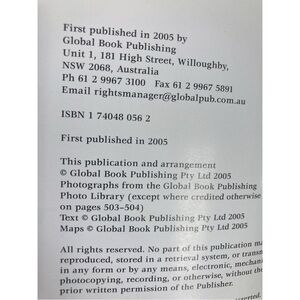 First published in 2005 by
Global Book Publishing
Unit 1, 181 High Street, Willoughby,
NSW 2068, Australia
Ph 61 2 9967 3100 Fax 61 2 9967 5891
Email rightsmanager@globalpub.com.au
ISBN 1 74048 056 2
First published in 2005
This publication and arrangement
© Global Book Publishing Pty Ltd 2005
Photographs from the Global Book Publishing
Photo Library (except where credited otherwise
on pages 503–504)
Text © Global Book Publishing Pty Ltd 2005
Maps © Global Book Publishing Pty Ltd 2005
All rights reserved. No part of this publication ma
reproduced, stored in a retrieval system, or transm
in any form or by any means, electronic, mechani
photocopying, recording, or otherwise, without the
prior written permission of the Publisher.